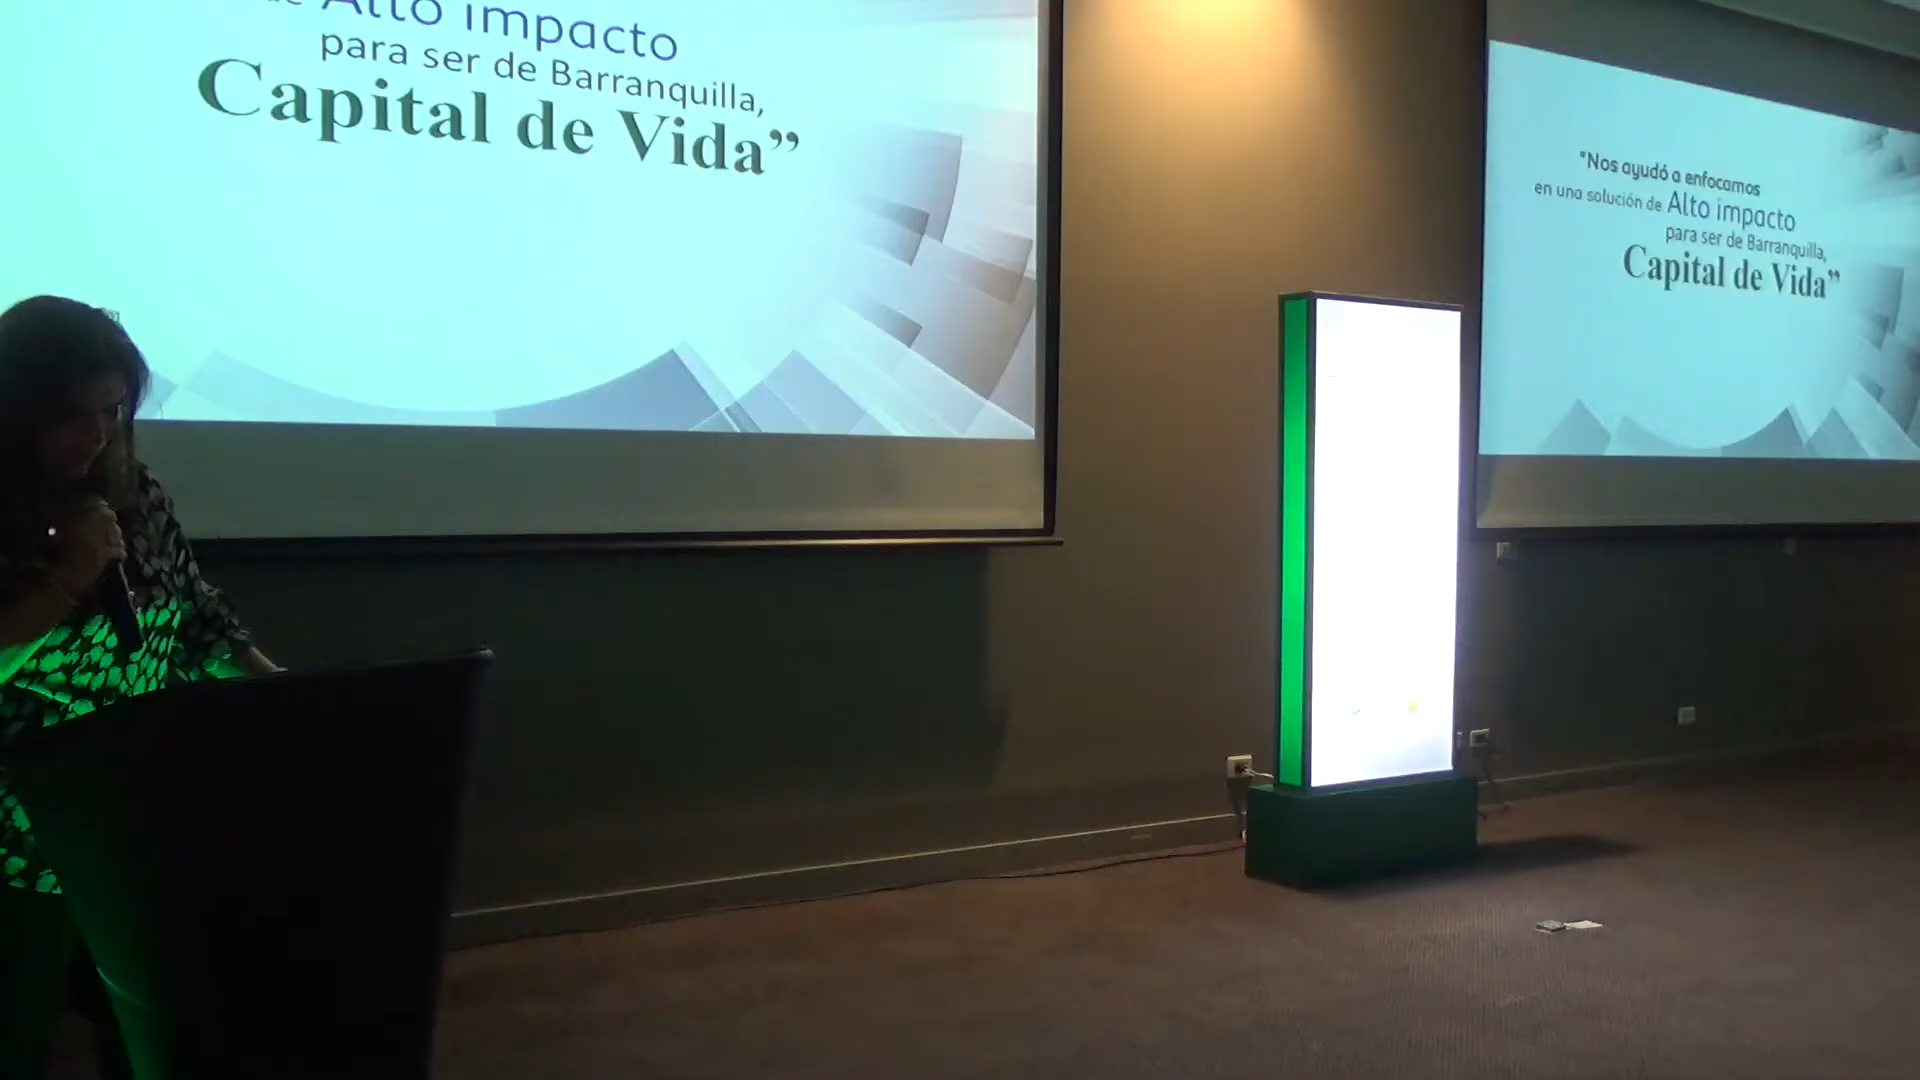 Alto impacto
para ser de Barranquilla,
Capital de Vida”
“Nos ayudó a enfocarnos
en una solución de Alto impacto
para ser de Barranquilla,
Capital de Vida”